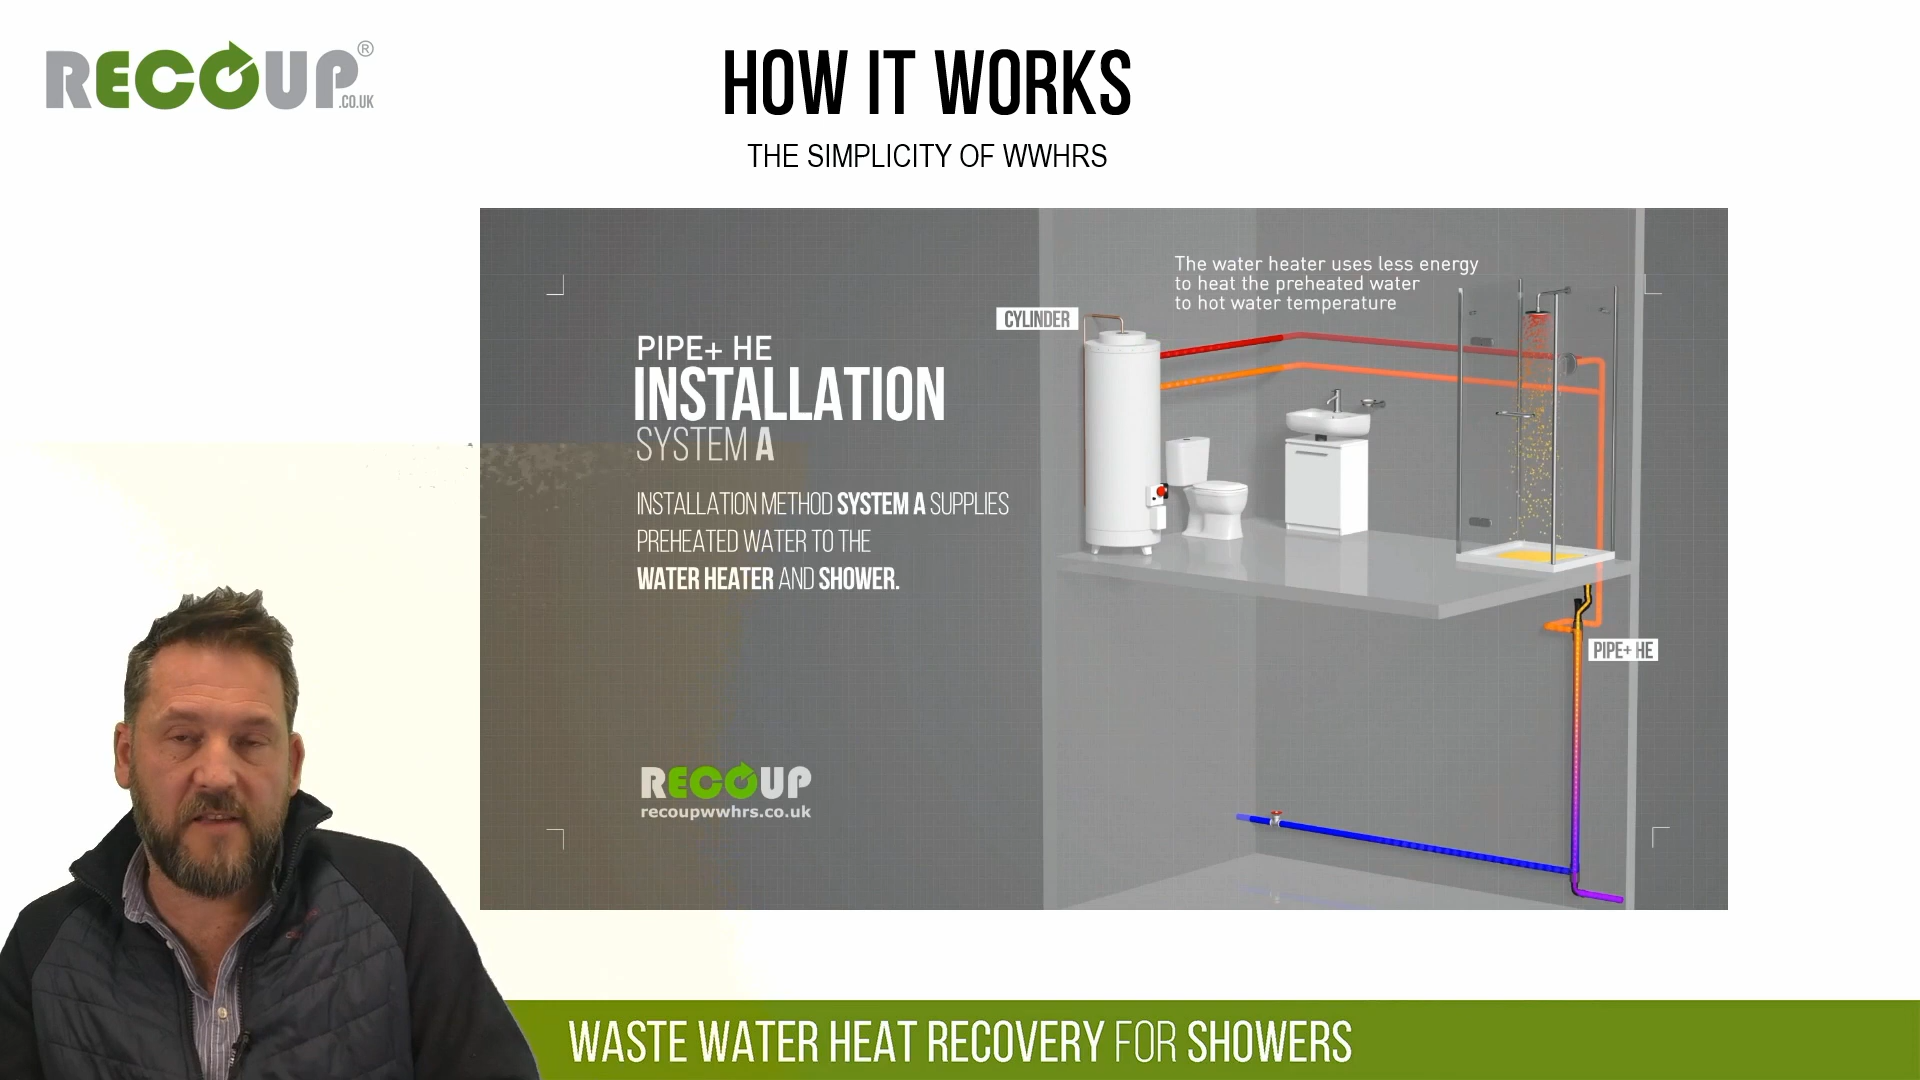 RECOUP®
.CO.UK
HOW IT WORKS
THE SIMPLICITY OF WWHRS
The water heater uses less energy
to heat the preheated water
to hot water temperature
CYLINDER
PIPE+ HE
INSTALLATION
SYSTEM A
INSTALLATION METHOD SYSTEM A SUPPLIES
PREHEATED WATER TO THE
WATER HEATER AND SHOWER.
PIPE+ HE
RECOUP
recoupwwhrs.co.uk
WASTE WATER HEAT RECOVERY FOR SHOWERS